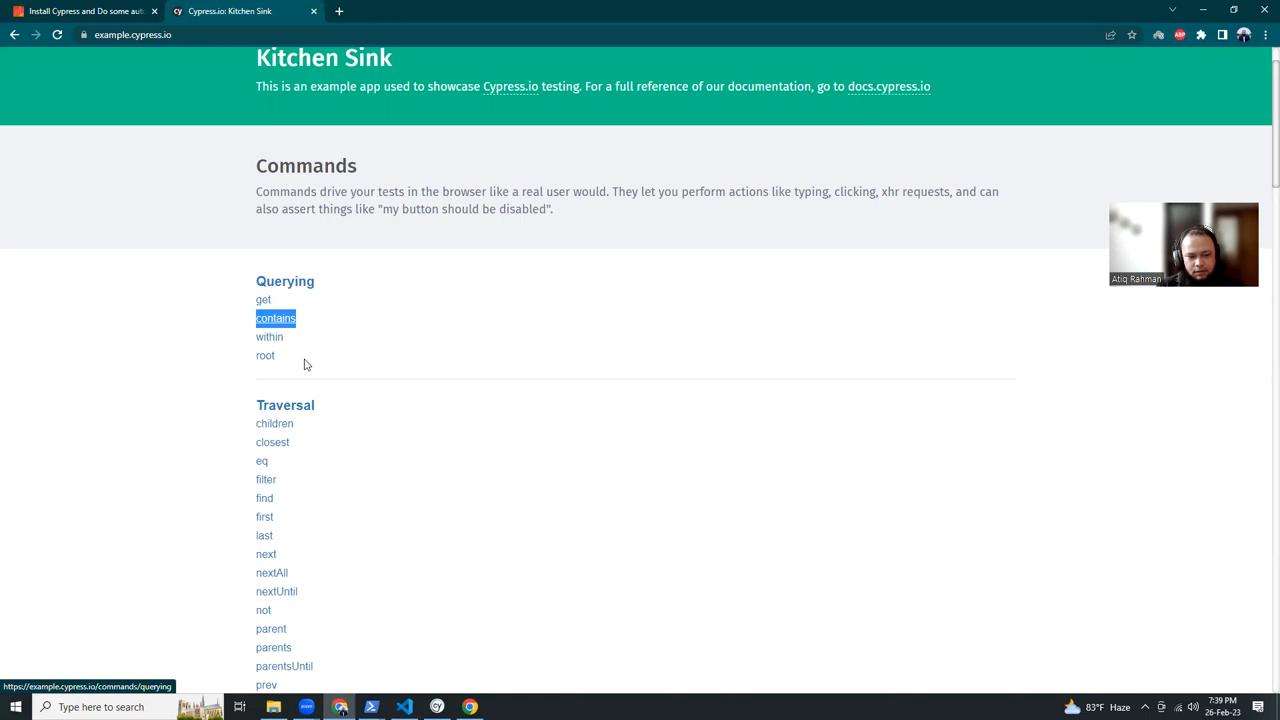 Install Cypress and Do some aut
Cypress.io: Kitchen Sink
example.cypress.io
Kitchen Sink
This is an example app used to showcase Cypress.io testing. For a full reference of our documentation, go to docs.cypress.io
Commands
Commands drive your tests in the browser like a real user would. They let you perform actions like typing, clicking, xhr requests, and can
also assert things like "my button should be disabled".
Atiq Rahman
Querying
get
contains
within
root
Traversal
children
closest
eq
filter
find
first
last
next
nextAll
nextUntil
not
parent
parents
parentsUntil
prev
https://example.cypress.io/commands/querying
Type here to search
83°F Haze
7:39 PM
26-Feb-23